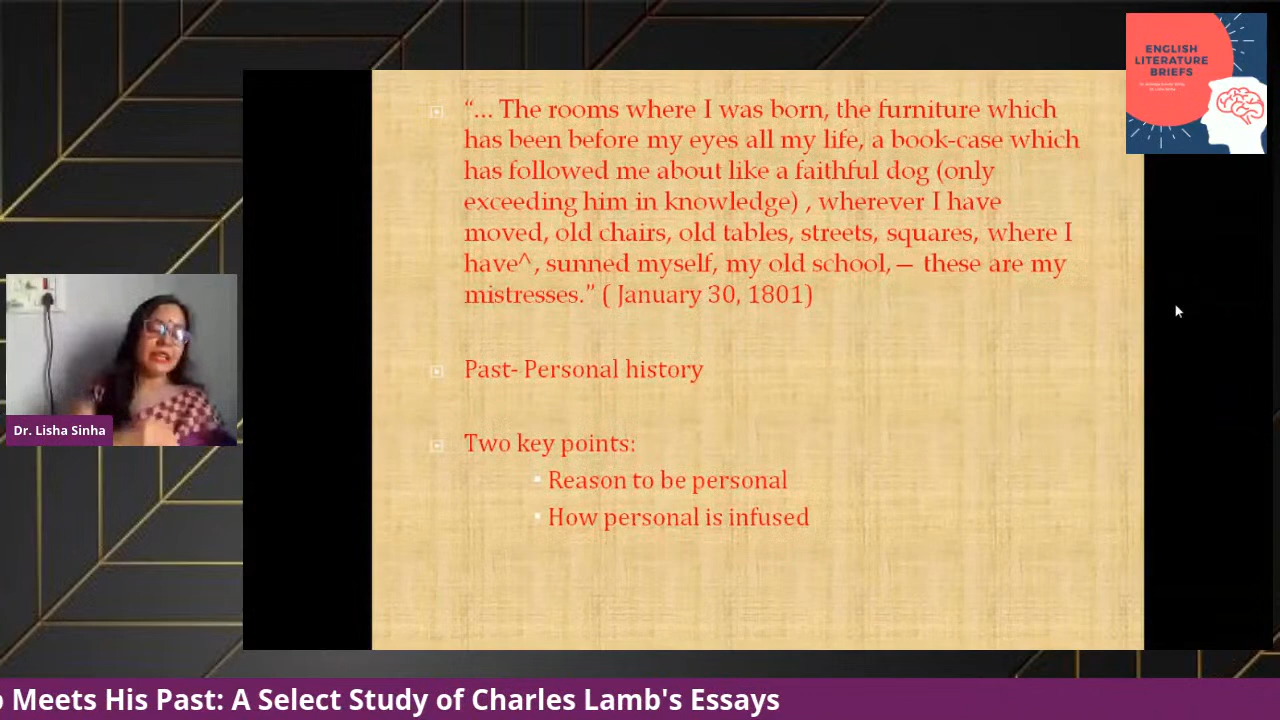 ENGLISH
LITERATURE
BRIEFS
“... The rooms where I was born, the furniture which
has been before my eyes all my life, a book-case which
has followed me about like a faithful dog (only
exceeding him in knowledge) , wherever I have
moved, old chairs, old tables, streets, squares, where I
have^ , sunned myself, my old school,— these are my
mistresses.” ( January 30, 1801)
Past- Personal history
Two key points:
Reason to be personal
How personal is infused
Dr. Lisha Sinha
Meets His Past: A Select Study of Charles Lamb's Essays